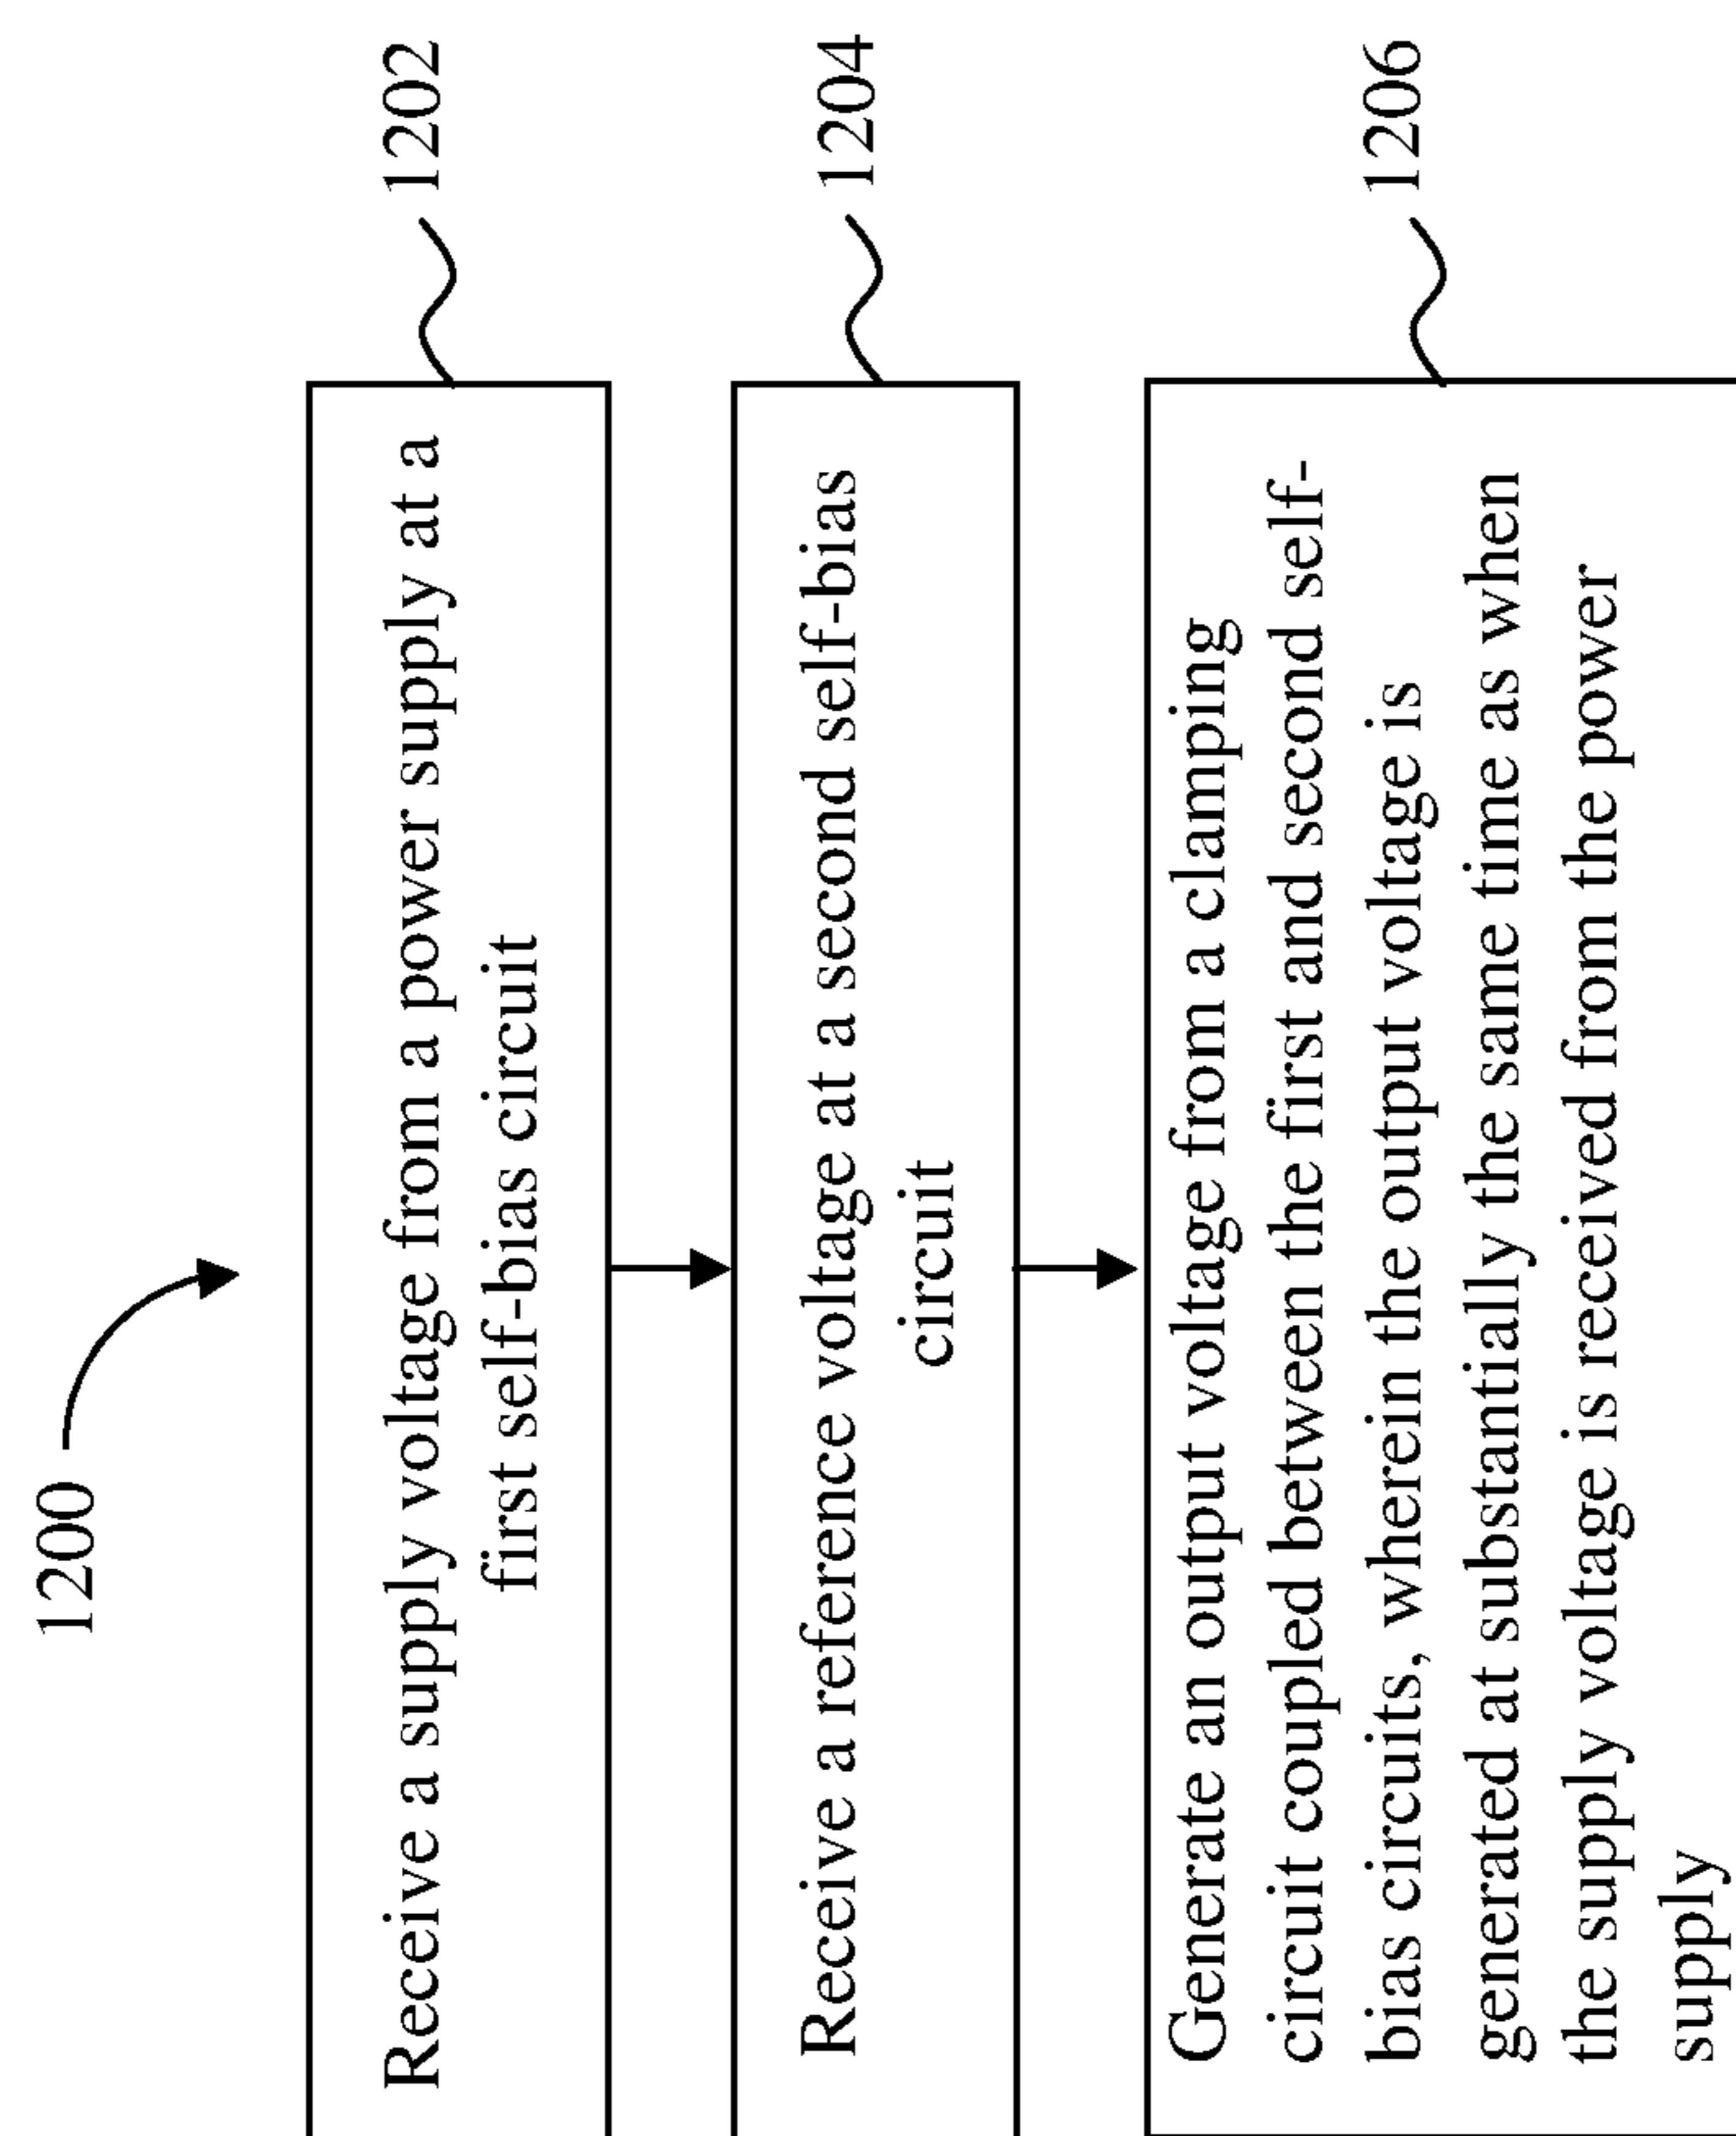 1200
Receive a supply voltage from a power supply at a
first self-bias circuit
1202
Receive a reference voltage at a second self-bias
circuit
1204
Generate an output voltage from a clamping
circuit coupled between the first and second self-
bias circuits, wherein the output voltage is
generated at substantially the same time as when
the supply voltage is received from the power
supply
1206